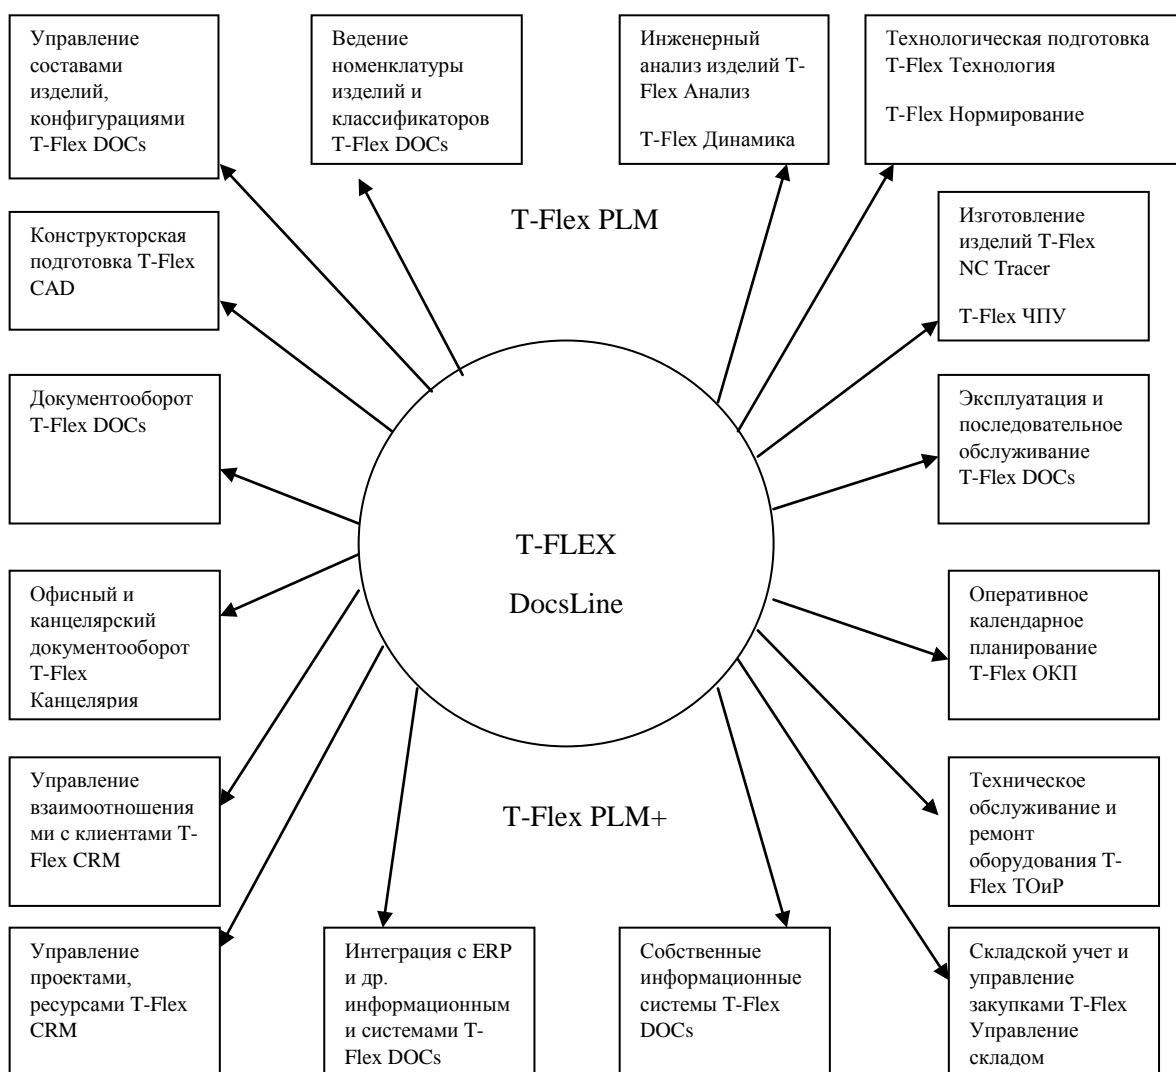 Управление
составами
изделий,
конфигурациями
T-Flex DOCs
Ведение
номенклатуры
изделий и
классификаторов
T-Flex DOCs
Инженерный
анализ изделий T-
Flex Анализ
T-Flex Динамика
Технологическая подготовка
T-Flex Технология
T-Flex Нормирование
T-Flex PLM
Конструкторская
подготовка T-Flex
CAD
Изготовление
изделий T-Flex
NC Tracer
T-Flex ЧПУ
Документооборот
T-Flex DOCs
Эксплуатация и
последовательное
обслуживание
T-Flex DOCs
T-FLEX
DocsLine
Офисный и
канцелярский
документооборот
T-Flex
Канцелярия
Оперативное
календарное
планирование
T-Flex ОКП
T-Flex PLM+
Управление
взаимоотношения
ми с клиентами T-
Flex CRM
Техническое
обслуживание и
ремонт
оборудования T-
Flex ТОиР
Управление
проектами,
ресурсами T-Flex
CRM
Интеграция с ERP
и др.
информационным
и системами T-
Flex DOCs
Собственные
информационные
системы T-Flex
DOCs
Складской учет и
управление
закупками T-Flex
Управление
складом